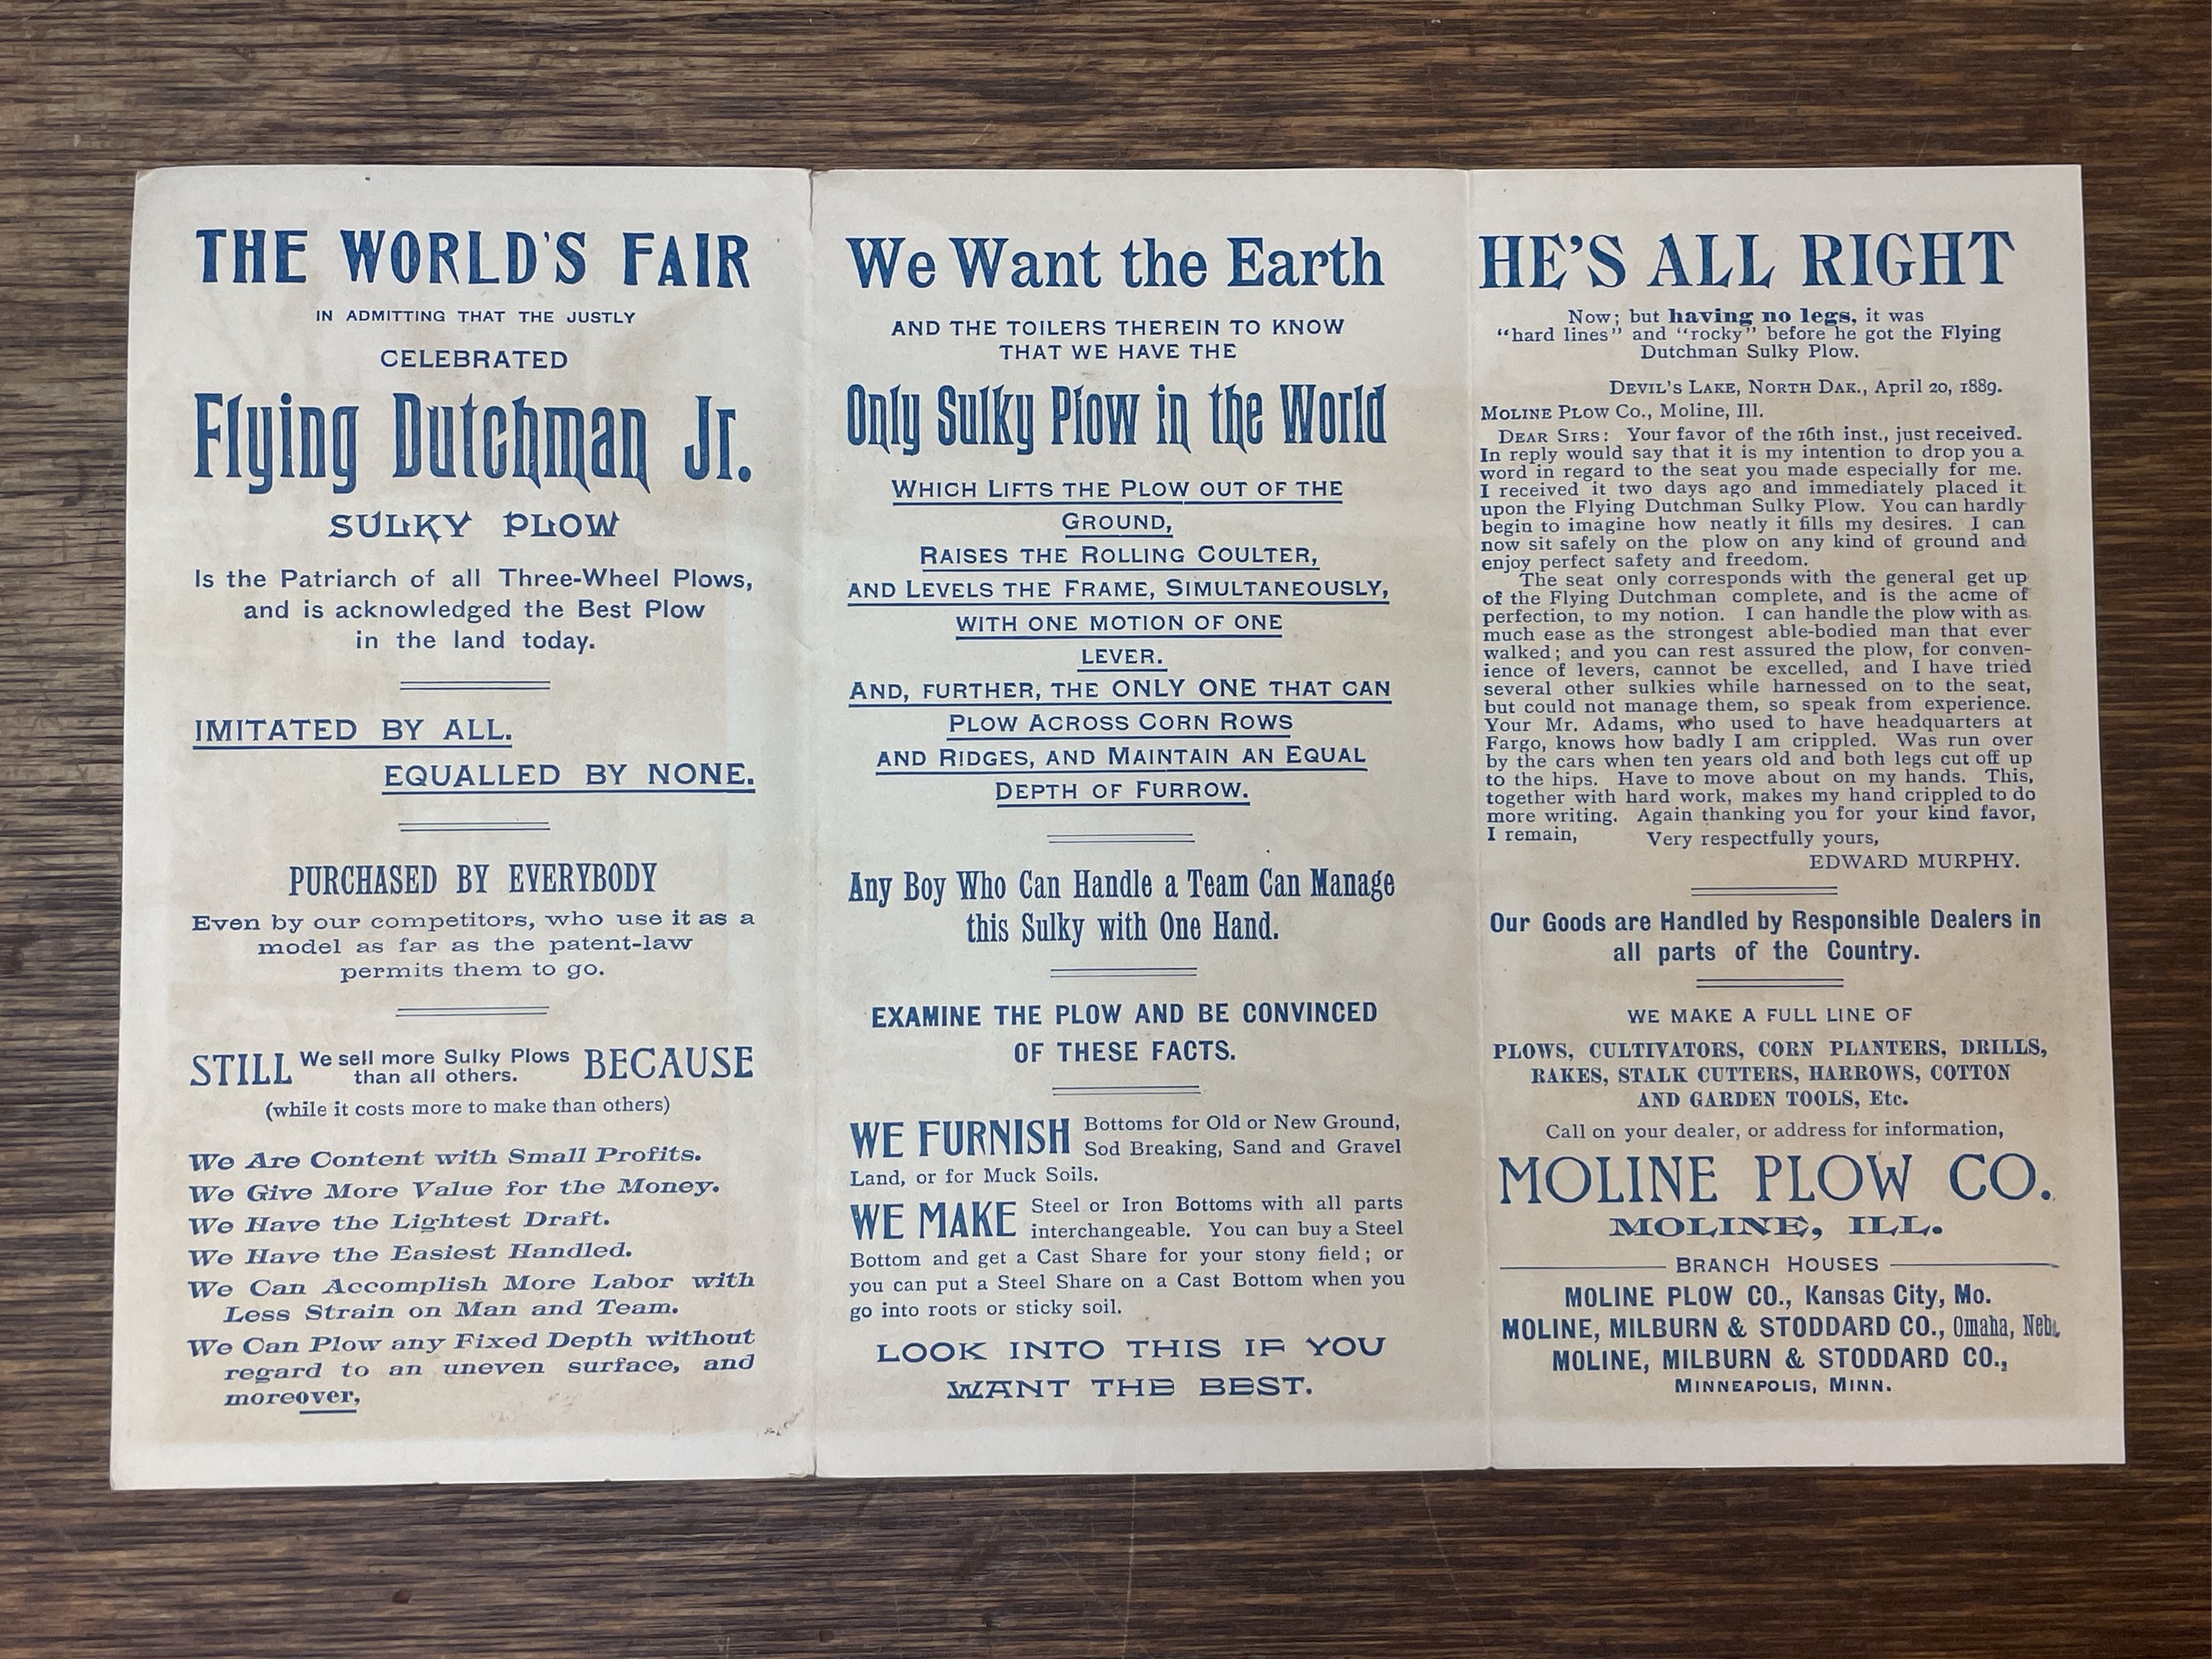 THE WORLD'S FAIR
IN ADMITTING THAT THE JUSTLY
CELEBRATED
Flying Dutchman Jr.
SULKY PLOW
Is the Patriarch of all Three-Wheel Plows,
and is acknowledged the Best Plow
in the land today.
IMITATED BY ALL.
EQUALLED BY NONE.
PURCHASED BY EVERYBODY
Even by our competitors, who use it as a
model as far as the patent-law
permits them to go.
STILL We sell more Sulky Plows than all others. BECAUSE
(while it costs more to make than others)
We Are Content with Small Profits.
We Give More Value for the Money.
We Have the Lightest Draft.
We Have the Easiest Handled.
We Can Accomplish More Labor with
Less Strain on Man and Team.
We Can Plow any Fixed Depth without
regard to an uneven surface, and
moreover,
We Want the Earth
AND THE TOILERS THEREIN TO KNOW
THAT WE HAVE THE
Only Sulky Plow in the World
WHICH LIFTS THE PLOW OUT OF THE
GROUND,
RAISES THE ROLLING COULTER,
AND LEVELS THE FRAME, SIMULTANEOUSLY,
WITH ONE MOTION OF ONE
LEVER.
AND, FURTHER, THE ONLY ONE THAT CAN
PLOW ACROSS CORN ROWS
AND RIDGES, AND MAINTAIN AN EQUAL
DEPTH OF FURROW.
Any Boy Who Can Handle a Team Can Manage
this Sulky with One Hand.
EXAMINE THE PLOW AND BE CONVINCED
OF THESE FACTS.
WE FURNISH Bottoms for Old or New Ground,
Sod Breaking, Sand and Gravel
Land, or for Muck Soils.
WE MAKE Steel or Iron Bottoms with all parts
interchangeable. You can buy a Steel
Bottom and get a Cast Share for your stony field; or
you can put a Steel Share on a Cast Bottom when you
go into roots or sticky soil.
LOOK INTO THIS IF YOU
WANT THE BEST.
HE'S ALL RIGHT
Now; but having no legs, it was
"hard lines" and "rocky" before he got the Flying
Dutchman Sulky Plow.
DEVIL'S LAKE, NORTH DAK., April 20, 1889.
MOLINE PLOW CO., Moline, Ill.
DEAR SIRS: Your favor of the 16th inst., just received.
In reply would say that it is my intention to drop you a
word in regard to the seat you made especially for me.
I received it two days ago and immediately placed it
upon the Flying Dutchman Sulky Plow. You can hardly
begin to imagine how neatly it fills my desires. I can
now sit safely on the plow on any kind of ground and
enjoy perfect safety and freedom.
The seat only corresponds with the general get up
of the Flying Dutchman complete, and is the acme of
perfection, to my notion. I can handle the plow with as
much ease as the strongest able-bodied man that ever
walked; and you can rest assured the plow, for conven-
ience of levers, cannot be excelled, and I have tried
several other sulkies while harnessed on to the seat,
but could not manage them, so speak from experience.
Your Mr. Adams, who used to have headquarters at
Fargo, knows how badly I am crippled. Was run over
by the cars when ten years old and both legs cut off up
to the hips. Have to move about on my hands. This,
together with hard work, makes my hand crippled to do
more writing. Again thanking you for your kind favor,
I remain, Very respectfully yours,
EDWARD MURPHY.
Our Goods are Handled by Responsible Dealers in
all parts of the Country.
WE MAKE A FULL LINE OF
PLOWS, CULTIVATORS, CORN PLANTERS, DRILLS,
RAKES, STALK CUTTERS, HARROWS, COTTON
AND GARDEN TOOLS, Etc.
Call on your dealer, or address for information,
MOLINE PLOW CO.
MOLINE, ILL.
BRANCH HOUSES
MOLINE PLOW CO., Kansas City, Mo.
MOLINE, MILBURN & STODDARD CO., Omaha, Neb.
MOLINE, MILBURN & STODDARD CO.,
MINNEAPOLIS, MINN.